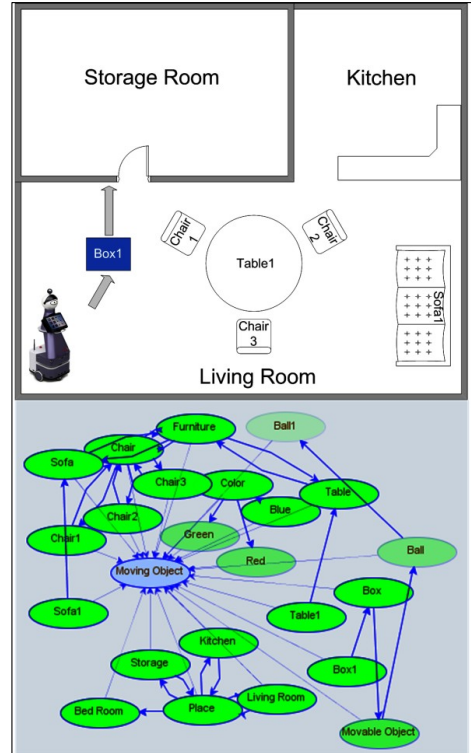 Storage Room
Kitchen
Box1
Chair
1
Chair
2
Table1
Sofa1
Chair
3
Living Room
Furniture
Ball1
Chair
Sofa
Chair3
Color
Table
Chair2
Blue
Chair1
Green
Red
Ball
Moving Object
Box
Sofa1
Table1
Kitchen
Storage
Box1
Living Room
Bed Room
Place
Movable Object